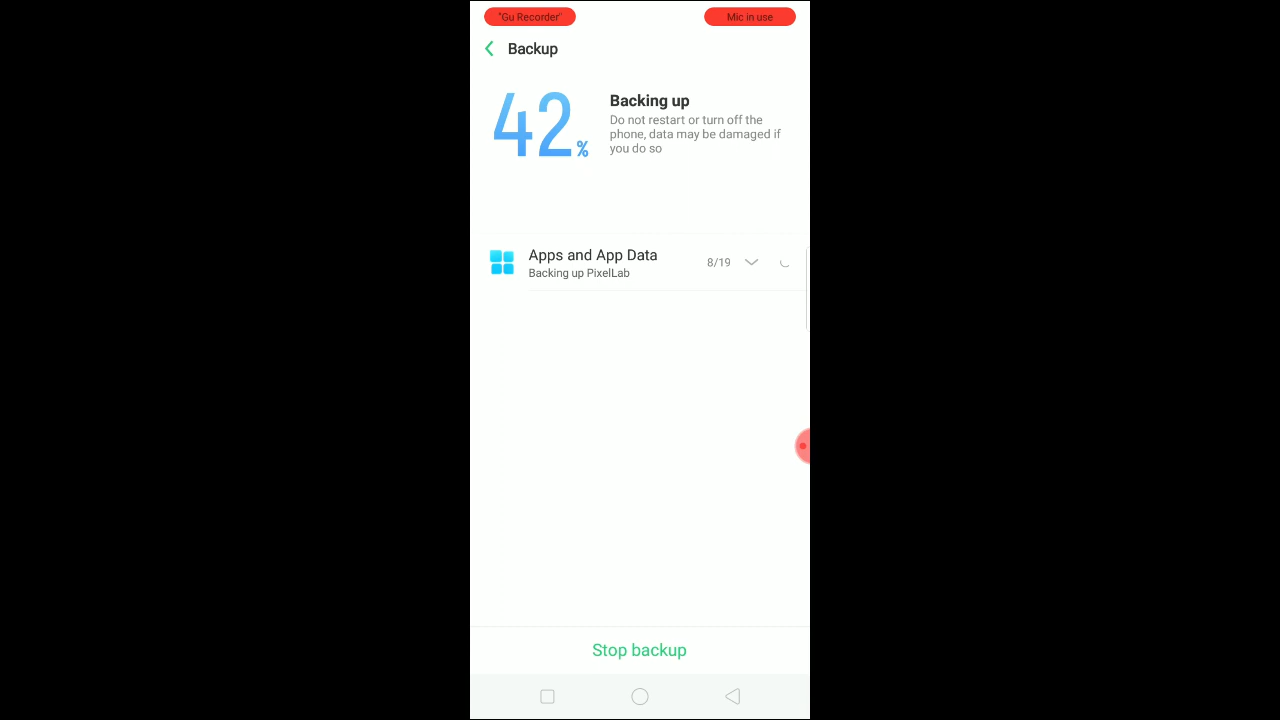 "Gu Recorder"
Mic in use
Backup
42%
Backing up
Do not restart or turn off the
phone, data may be damaged if
you do so
Apps and App Data
8/19
Backing up PixelLab
Stop backup